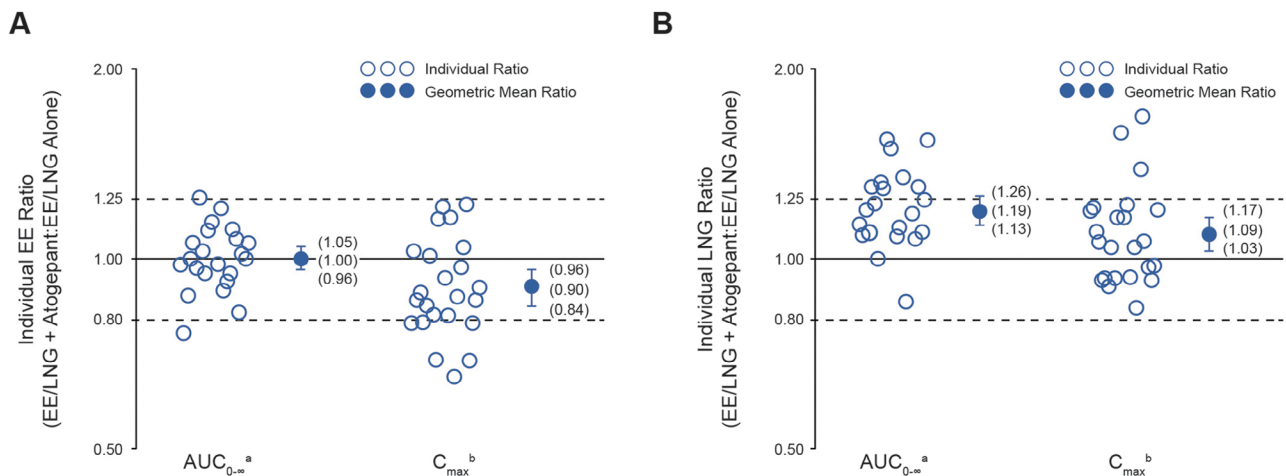 A
Individual EE Ratio
(EE/LNG + Atogepant:EE/LNG Alone)
2.00
1.25
1.00
0.80
0.50
Individual Ratio
Geometric Mean Ratio
(1.05)
(1.00)
(0.96)
(0.96)
(0.90)
(0.84)
AUC0-∞a
Cmaxb
B
Individual LNG Ratio
(EE/LNG + Atogepant:EE/LNG Alone)
2.00
1.25
1.00
0.80
0.50
Individual Ratio
Geometric Mean Ratio
(1.26)
(1.19)
(1.13)
(1.17)
(1.09)
(1.03)
AUC0-∞a
Cmaxb